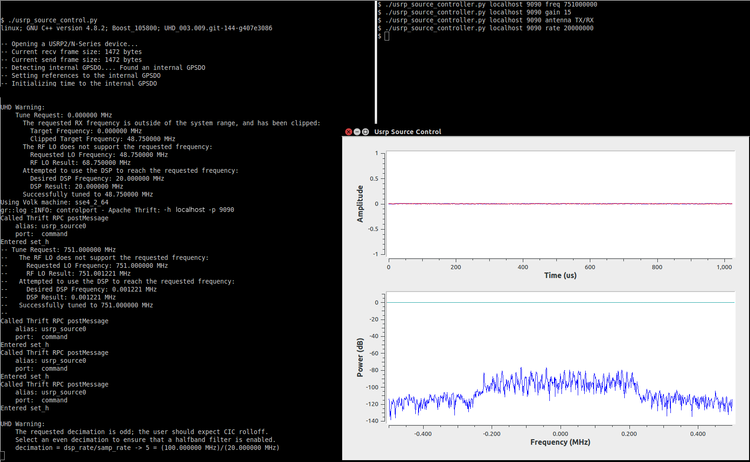 $ ./usrp_source_control.py
linux; GNU C++ version 4.8.2; Boost_105800; UHD_003.009.git-144-g407e3086
-- Opening a USRP2/N-Series device...
-- Current recv frame size: 1472 bytes
-- Current send frame size: 1472 bytes
-- Detecting internal GPSDO.... Found an internal GPSDO
-- Setting references to the internal GPSDO
-- Initializing time to the internal GPSDO
UHD Warning:
Tune Request: 0.000000 MHz
The requested RX frequency is outside of the system range, and has been clipped:
Target Frequency: 0.000000 MHz
Clipped Target Frequency: 48.750000 MHz
The RF LO does not support the requested frequency:
Requested LO Frequency: 48.750000 MHz
RF LO Result: 68.750000 MHz
Attempted to use the DSP to reach the requested frequency:
Desired DSP Frequency: 20.000000 MHz
DSP Result: 20.000000 MHz
Successfully tuned to 48.750000 MHz
Using Volk machine: sse4_2_64
gr::log :INFO: controlport - Apache Thrift: -h localhost -p 9090
Called Thrift RPC postMessage
alias: usrp_source0
port: command
Entered set_h
-- Tune Request: 751.000000 MHz
-- The RF LO does not support the requested frequency:
-- Requested LO Frequency: 751.000000 MHz
-- RF LO Result: 751.001221 MHz
-- Attempted to use the DSP to reach the requested frequency:
-- Desired DSP Frequency: 0.001221 MHz
-- DSP Result: 0.001221 MHz
-- Successfully tuned to 751.000000 MHz
--
Called Thrift RPC postMessage
alias: usrp_source0
port: command
Entered set_h
Called Thrift RPC postMessage
alias: usrp_source0
port: command
Entered set_h
Called Thrift RPC postMessage
alias: usrp_source0
port: command
Entered set_h
UHD Warning:
The requested decimation is odd; the user should expect CIC rolloff.
Select an even decimation to ensure that a halfband filter is enabled.
decimation = dsp_rate/samp_rate -> 5 = (100.000000 MHz)/(20.000000 MHz)
$ ./usrp_source_controller.py localhost 9090 freq 751000000
$ ./usrp_source_controller.py localhost 9090 gain 15
$ ./usrp_source_controller.py localhost 9090 antenna TX/RX
$ ./usrp_source_controller.py localhost 9090 rate 20000000
$
Usrp Source Control
Amplitude
1
0.5
0
-0.5
-1
0 200 400 600 800 1,000
Time (us)
Power (dB)
0
-20
-40
-60
-80
-100
-120
-140
-0.400 -0.200 0.000 0.200 0.400
Frequency (MHz)